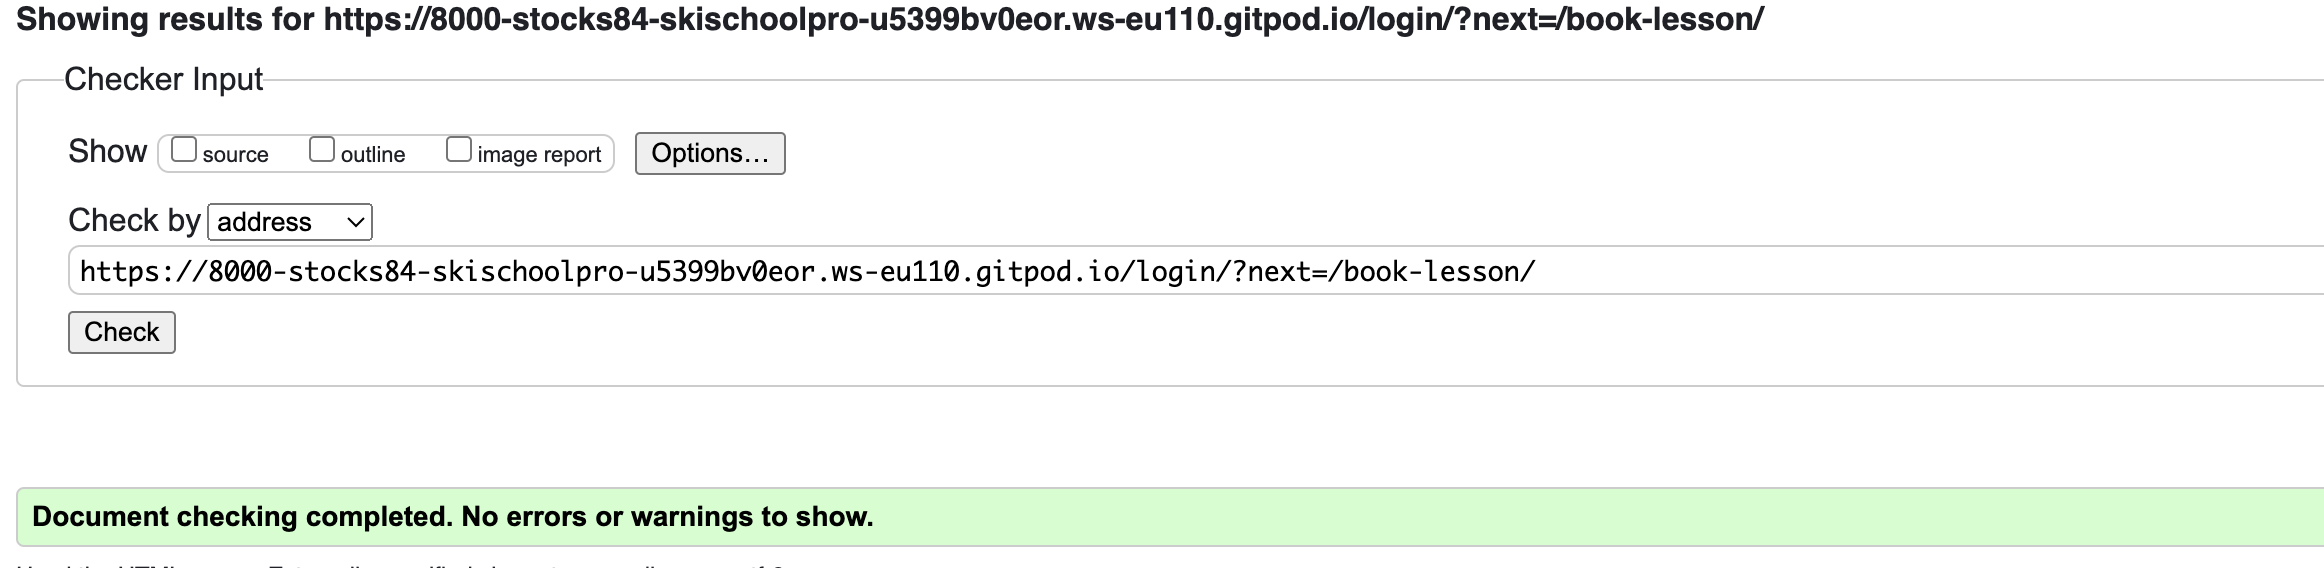 Showing results for https://8000-stocks84-skischoolpro-u5399bv0eor.ws-eu110.gitpod.io/login/?next=/book-lesson/
Checker Input
Show source outline image report Options...
Check by address
https://8000-stocks84-skischoolpro-u5399bv0eor.ws-eu110.gitpod.io/login/?next=/book-lesson/
Check
Document checking completed. No errors or warnings to show.